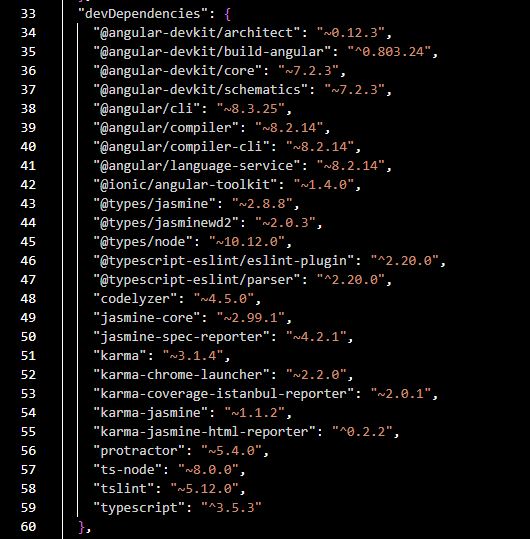 33 "devDependencies": {
34 "@angular-devkit/architect": "~0.12.3",
35 "@angular-devkit/build-angular": "^0.803.24",
36 "@angular-devkit/core": "~7.2.3",
37 "@angular-devkit/schematics": "~7.2.3",
38 "@angular/cli": "~8.3.25",
39 "@angular/compiler": "~8.2.14",
40 "@angular/compiler-cli": "~8.2.14",
41 "@angular/language-service": "~8.2.14",
42 "@ionic/angular-toolkit": "~1.4.0",
43 "@types/jasmine": "~2.8.8",
44 "@types/jasminewd2": "~2.0.3",
45 "@types/node": "~10.12.0",
46 "@typescript-eslint/eslint-plugin": "^2.20.0",
47 "@typescript-eslint/parser": "^2.20.0",
48 "codelyzer": "~4.5.0",
49 "jasmine-core": "~2.99.1",
50 "jasmine-spec-reporter": "~4.2.1",
51 "karma": "~3.1.4",
52 "karma-chrome-launcher": "~2.2.0",
53 "karma-coverage-istanbul-reporter": "~2.0.1",
54 "karma-jasmine": "~1.1.2",
55 "karma-jasmine-html-reporter": "^0.2.2",
56 "protractor": "~5.4.0",
57 "ts-node": "~8.0.0",
58 "tslint": "~5.12.0",
59 "typescript": "^3.5.3"
60 },